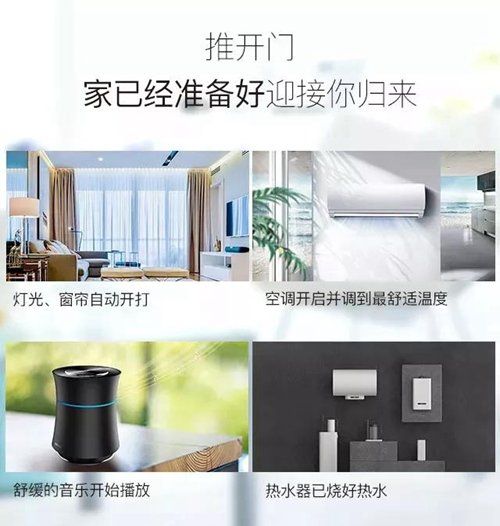 推开门
家已经准备好迎接你归来
灯光、窗帘自动开打
空调开启并调到最舒适温度
舒缓的音乐开始播放
热水器已烧好热水